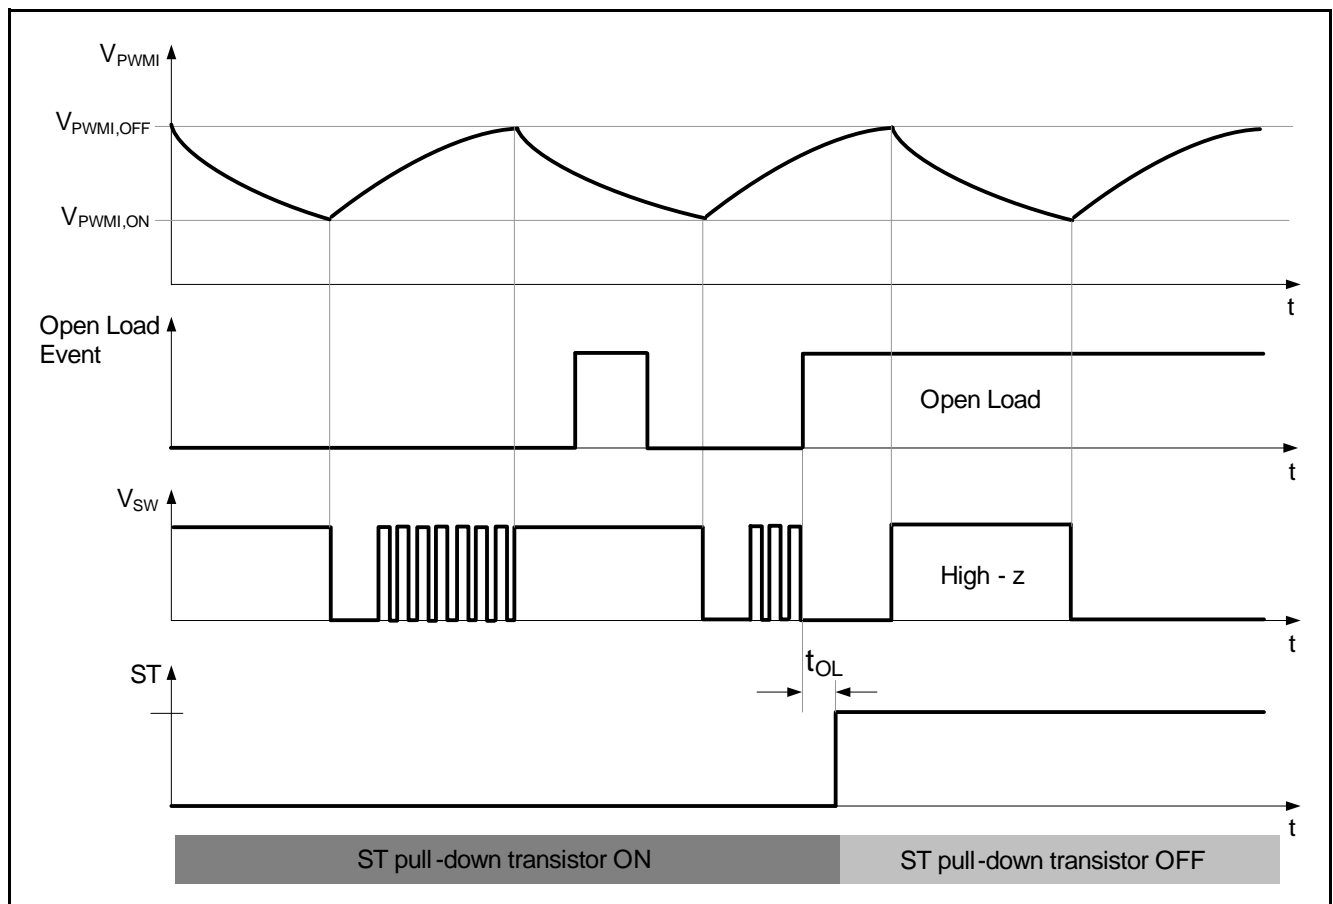 VPWMI
VPWMI,OFF
VPWMI,ON
t
Open Load
Event
Open Load
t
VSW
High - z
t
tOL
ST
t
ST pull-down transistor ON
ST pull-down transistor OFF